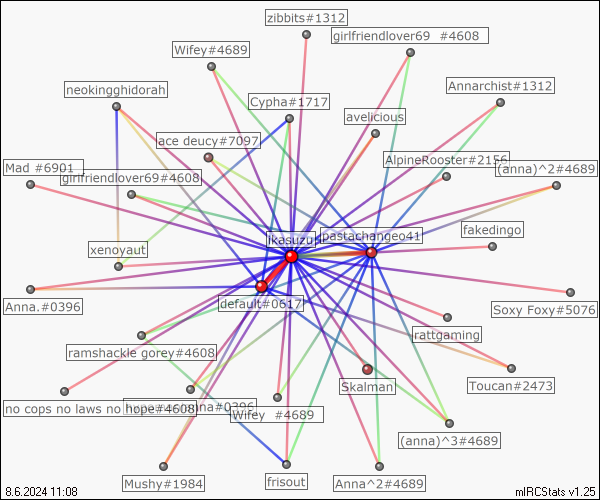 zibbits#1312
girlfriendlover69 #4608
Wifey#4689
neokingghidorah
Annarchist#1312
Cypha#1717
avelicious
ace deucy#7097
AlpineRooster#2156
Mad #6901
girlfriendlover69#4608
(anna)^2#4689
fakedingo
ikasuzu
pastachangeo41
xenoyaut
Anna.#0396
default#0617
Soxy Foxy#5076
rattgaming
ramshackle gorey#4608
Skalman
Toucan#2473
no cops no laws no hope#4608
Wifey #4689
(anna)^3#4689
Mushy#1984
frisout
Anna^2#4689
8.6.2024 11:08
mIRCStats v1.25